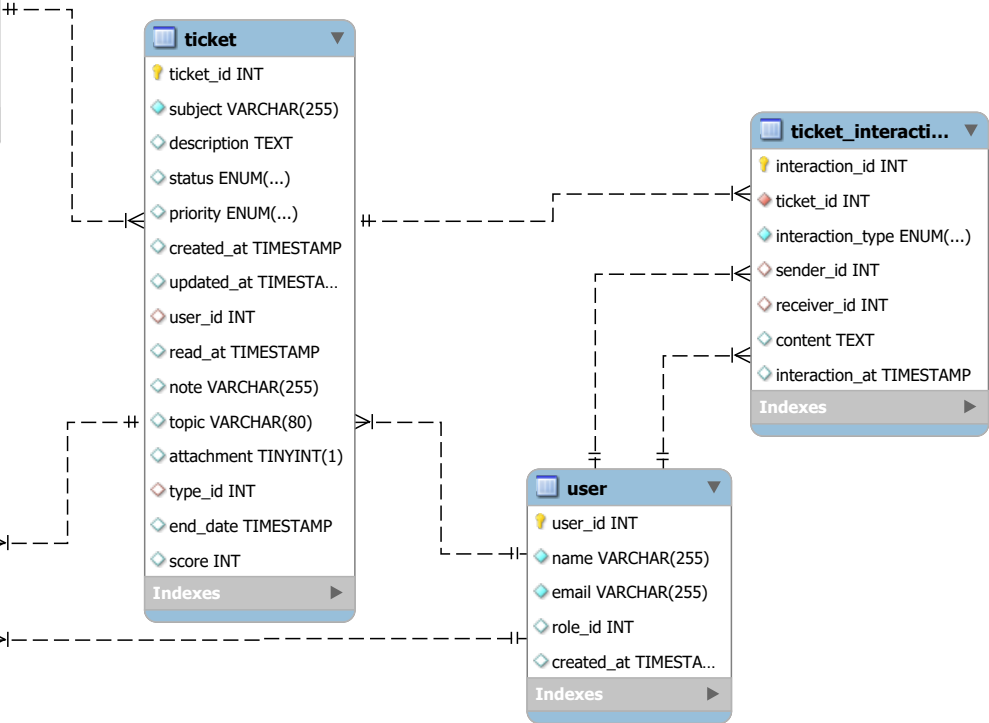 ticket
ticket_id INT
subject VARCHAR(255)
description TEXT
status ENUM(...)
priority ENUM(...)
created_at TIMESTAMP
updated_at TIMESTA...
user_id INT
read_at TIMESTAMP
note VARCHAR(255)
topic VARCHAR(80)
attachment TINYINT(1)
type_id INT
end_date TIMESTAMP
score INT
Indexes
ticket_interacti...
interaction_id INT
ticket_id INT
interaction_type ENUM(...)
sender_id INT
receiver_id INT
content TEXT
interaction_at TIMESTAMP
Indexes
user
user_id INT
name VARCHAR(255)
email VARCHAR(255)
role_id INT
created_at TIMESTA...
Indexes